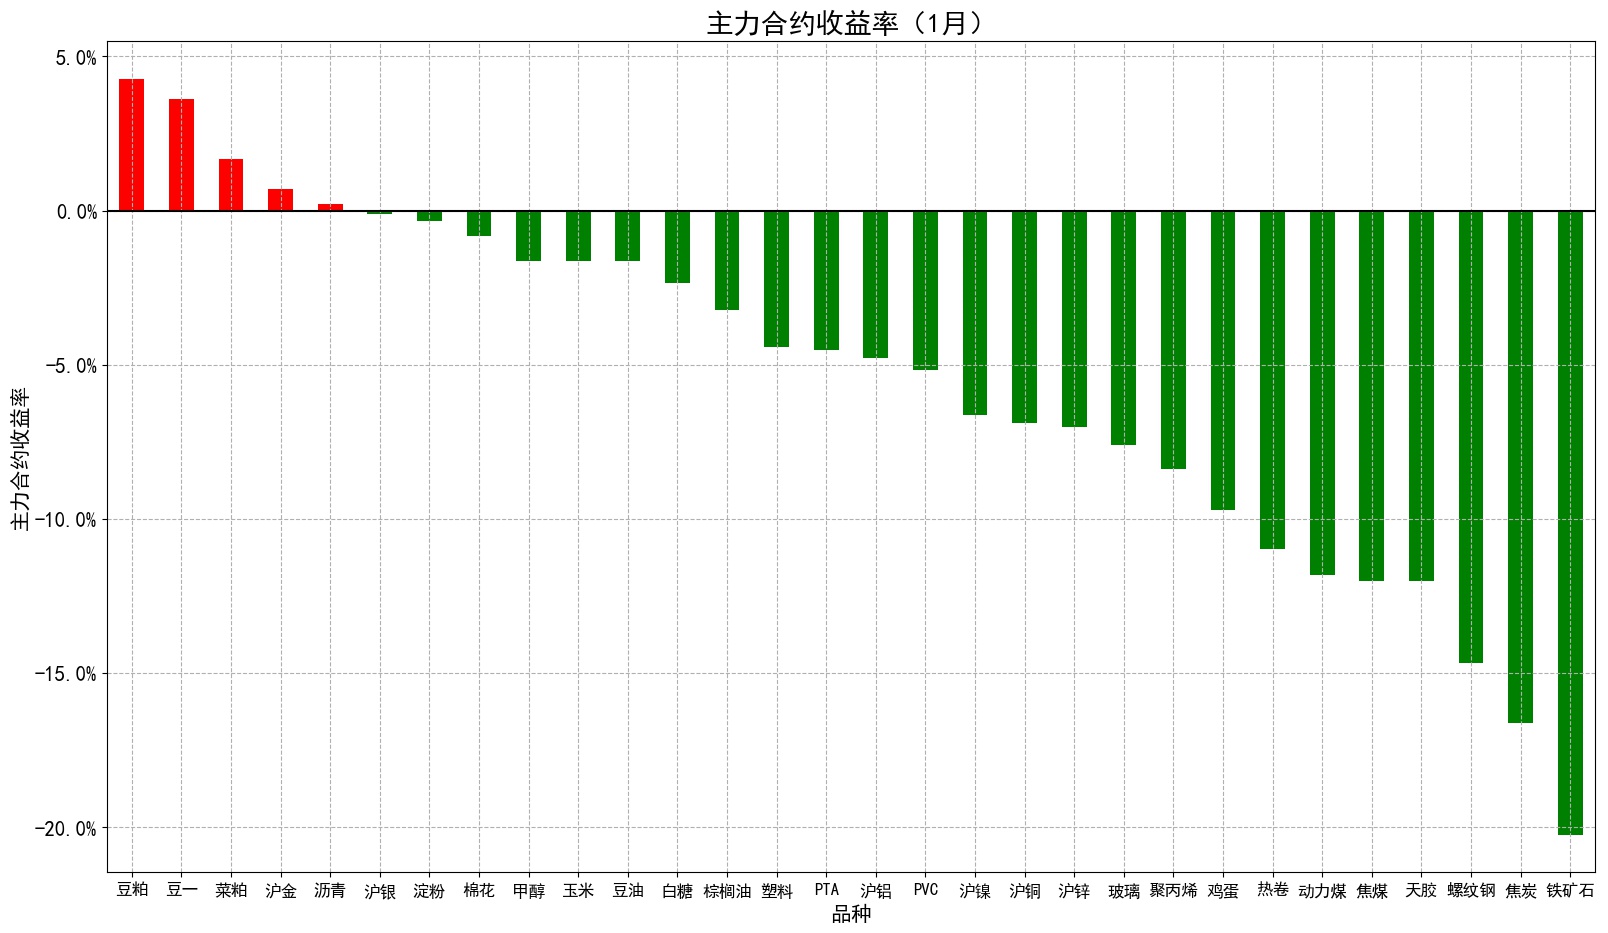 主力合约收益率（1月）
5.0%
0.0%
−5.0%
−10.0%
−15.0%
−20.0%
主力合约收益率
豆粕 豆一 菜粕 沪金 沥青 沪银 淀粉 棉花 甲醇 玉米 豆油 白糖 棕榈油 塑料 PTA 沪铝 PVC 沪镍 沪铜 沪锌 玻璃 聚丙烯 鸡蛋 热卷 动力煤 焦煤 天胶 螺纹钢 焦炭 铁矿石
品种